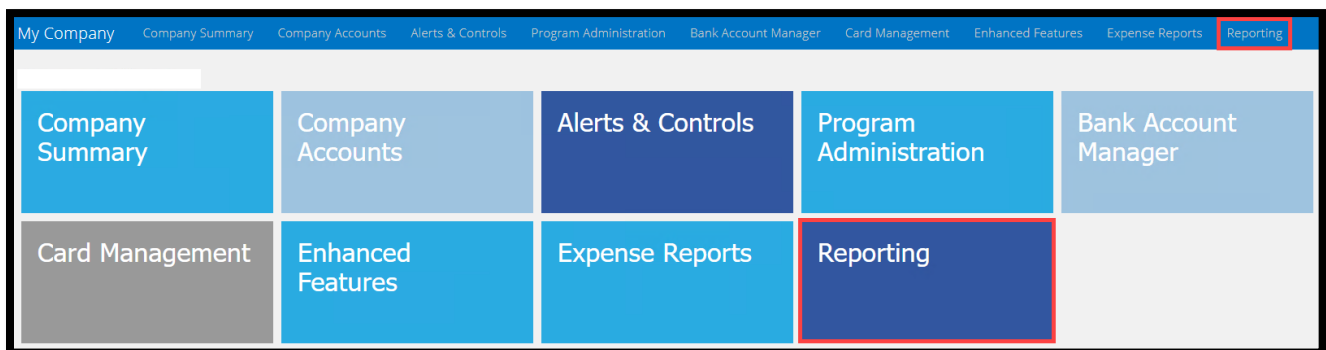 My Company Company Summary Company Accounts Alerts & Controls Program Administration Bank Account Manager Card Management Enhanced Features Expense Reports Reporting
Company
Summary
Company
Accounts
Alerts & Controls
Program
Administration
Bank Account
Manager
Card Management
Enhanced
Features
Expense Reports
Reporting